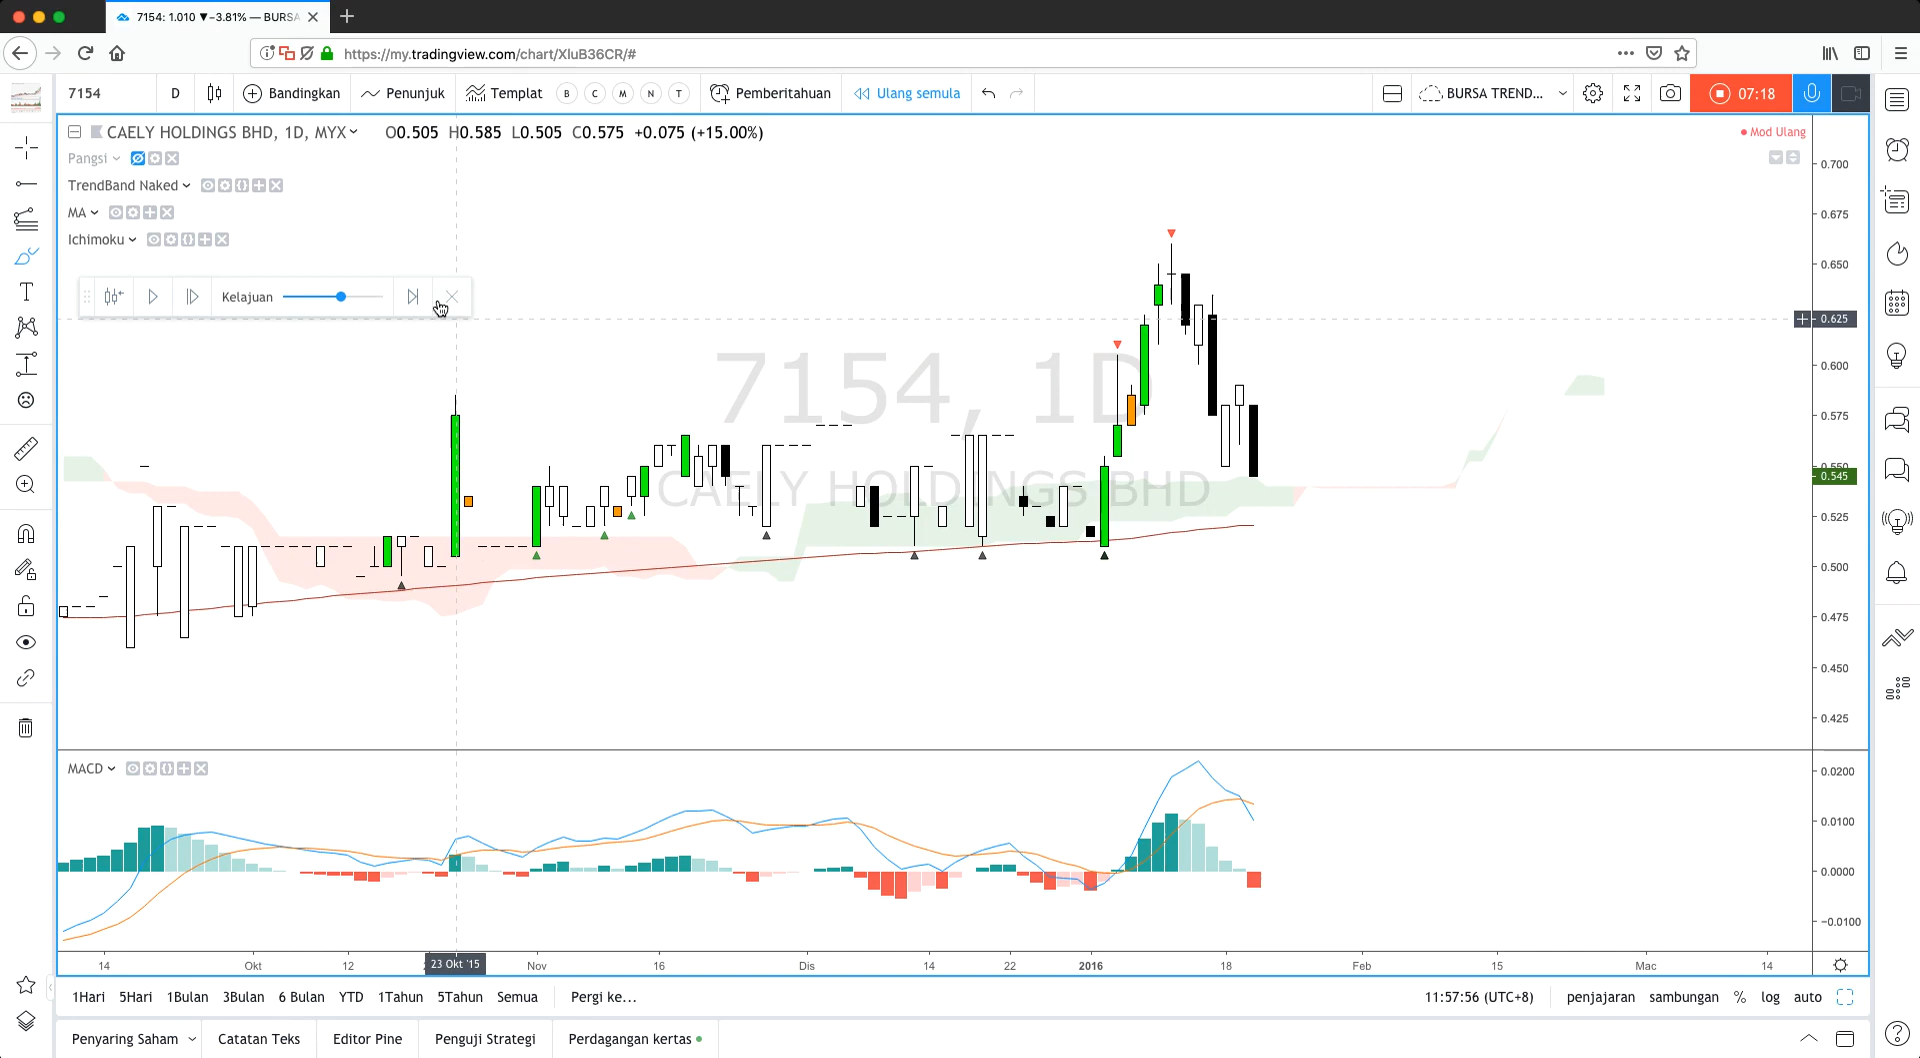 7154: 1.010 ▼−3.81% — BURSA
https://my.tradingview.com/chart/XluB36CR/#
7154 D Bandingkan Penunjuk Templat B C M N T Pemberitahuan Ulang semula BURSA TREND... 07:18
CAELY HOLDINGS BHD, 1D, MYX O0.505 H0.585 L0.505 C0.575 +0.075 (+15.00%)
Mod Ulang
Pangsi
TrendBand Naked
MA
Ichimoku
Kelajuan
7154, 1D
CAELY HOLDINGS BHD
0.700
0.675
0.650
0.625
0.600
0.575
0.550
0.545
0.525
0.500
0.475
0.450
0.425
MACD
0.0200
0.0100
0.0000
−0.0100
14 Okt 12 23 Okt '15 Nov 16 Dis 14 22 2016 18 Feb 15 Mac 14
1Hari 5Hari 1Bulan 3Bulan 6 Bulan YTD 1Tahun 5Tahun Semua Pergi ke... 11:57:56 (UTC+8) penjajaran sambungan % log auto
Penyaring Saham Catatan Teks Editor Pine Penguji Strategi Perdagangan kertas